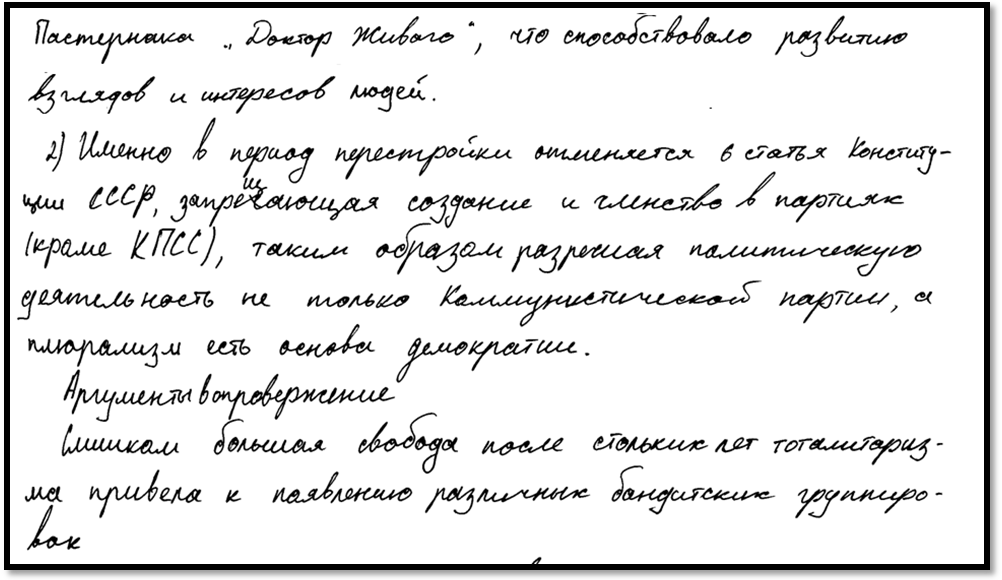 Пастернака „Доктор Живаго“, что способствовало развитию
взглядов и интересов людей.
2) Именно в период перестройки отменяется 6 статья Конститу-
ции СССР, запрещающая создание и членство в партиях
(кроме КПСС), таким образом разрешая политическую
деятельность не только Коммунистической партии, а
плюрализм есть основа демократии.
Аргументы в опровержение
Слишком большая свобода после стольких лет тоталитариз-
ма привела к появлению различных бандитских группиро-
вок